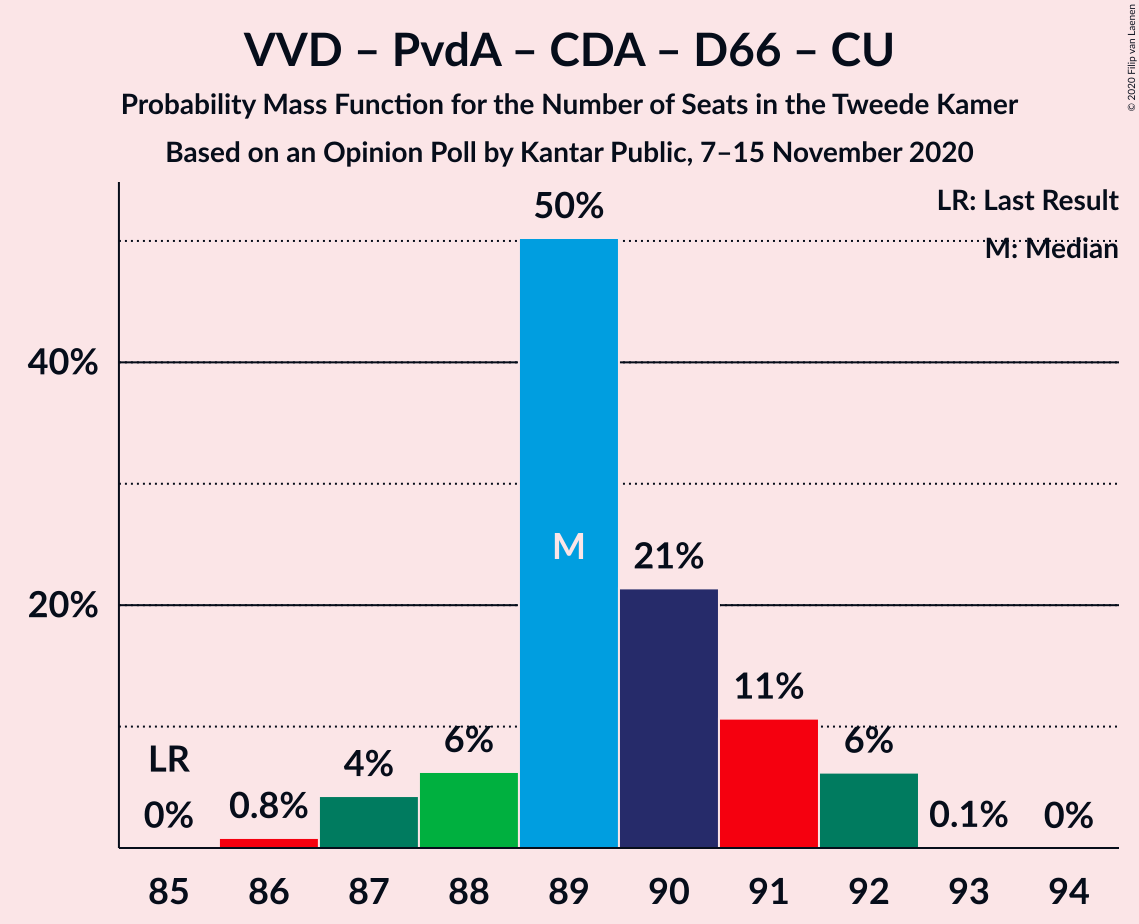 VVD – PvdA – CDA – D66 – CU
Probability Mass Function for the Number of Seats in the Tweede Kamer
Based on an Opinion Poll by Kantar Public, 7–15 November 2020
© 2020 Filip van Laenen
LR: Last Result
M: Median
50%
40%
M
21%
20%
11%
6%
6%
LR
4%
0.8%
0%
0.1%
0%
85 86 87 88 89 90 91 92 93 94